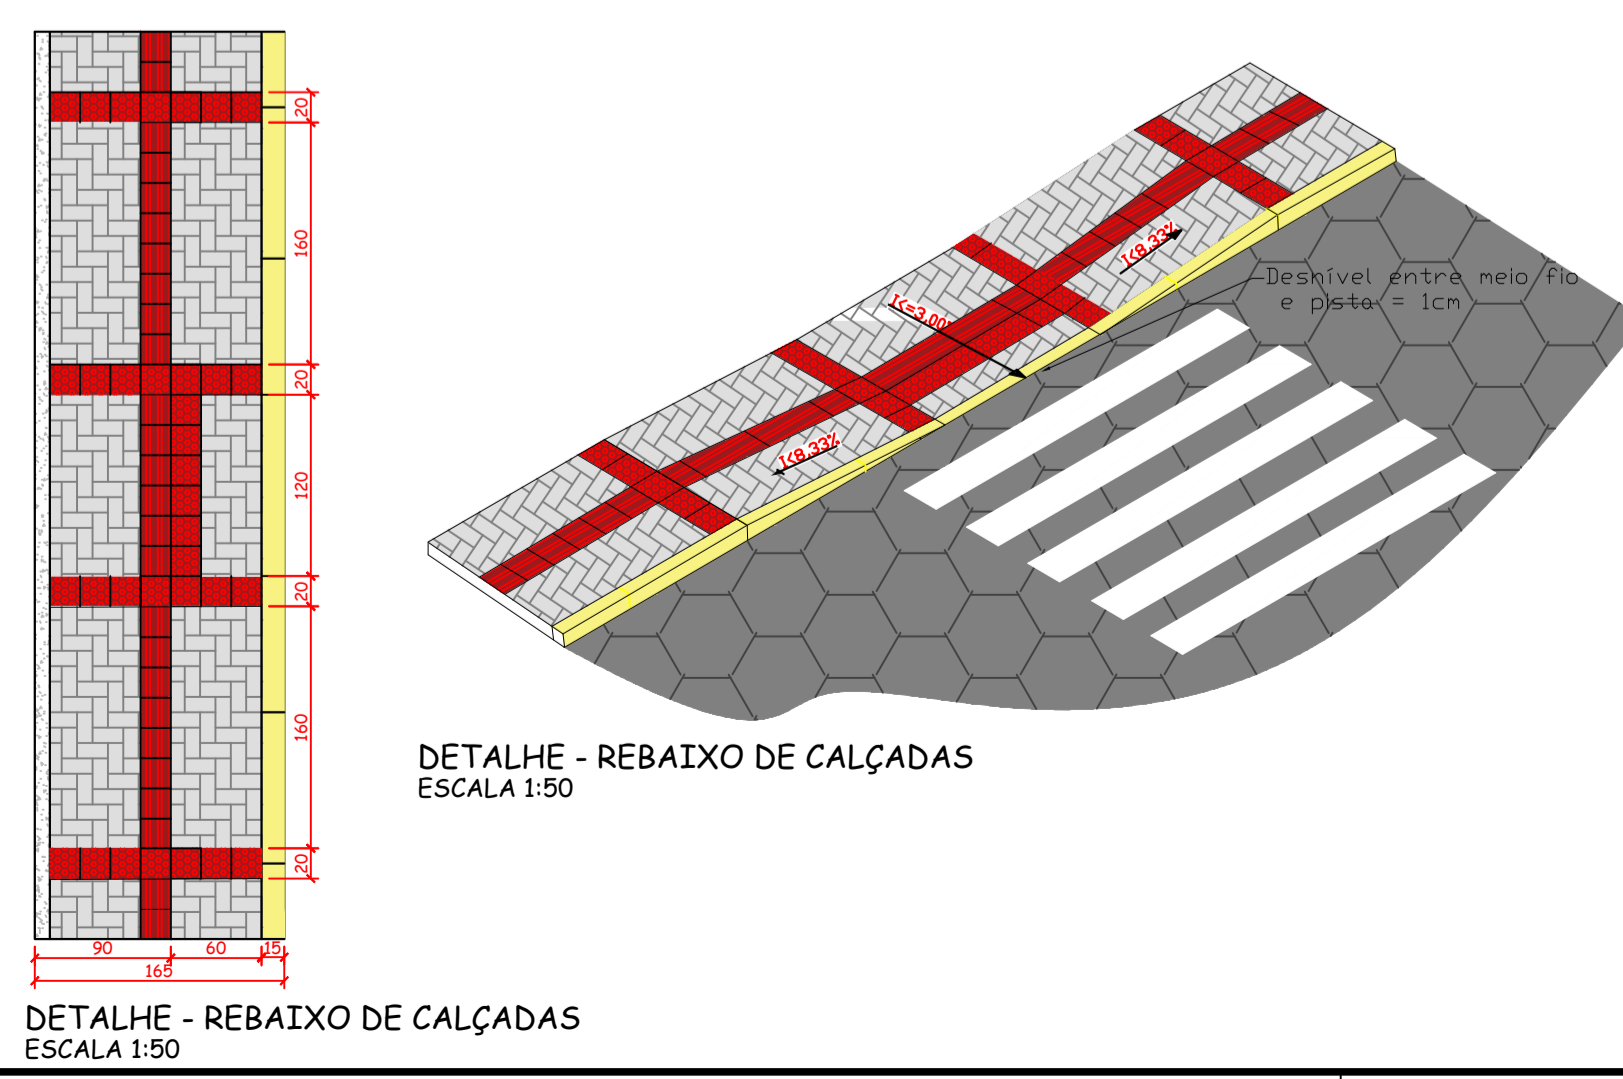 20
160
20
120
20
160
20
90 60 15
165
DETALHE - REBAIXO DE CALÇADAS
ESCALA 1:50
I<8,33%
I<=3,00%
I<8,33%
Desnível entre meio fio
e pista = 1cm
DETALHE - REBAIXO DE CALÇADAS
ESCALA 1:50